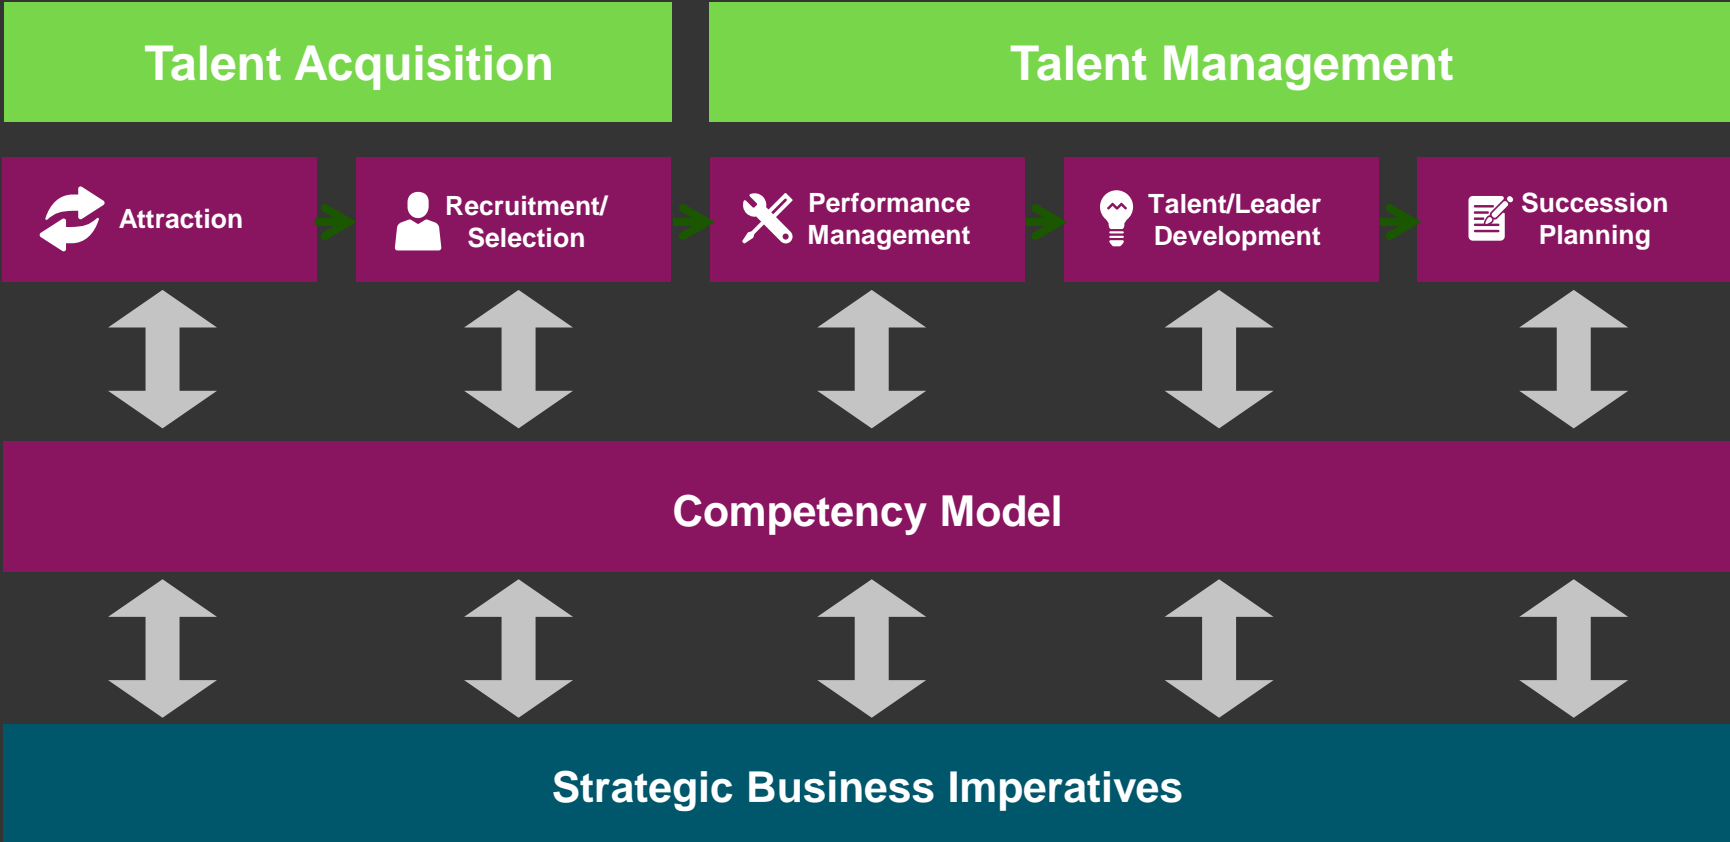 Talent Acquisition
Talent Management
Attraction
Recruitment/
Selection
Performance
Management
Talent/Leader
Development
Succession
Planning
Competency Model
Strategic Business Imperatives